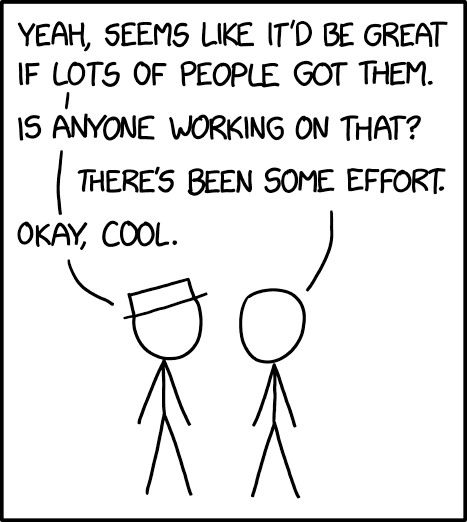 YEAH, SEEMS LIKE IT'D BE GREAT
IF LOTS OF PEOPLE GOT THEM.
IS ANYONE WORKING ON THAT?
THERE'S BEEN SOME EFFORT.
OKAY, COOL.